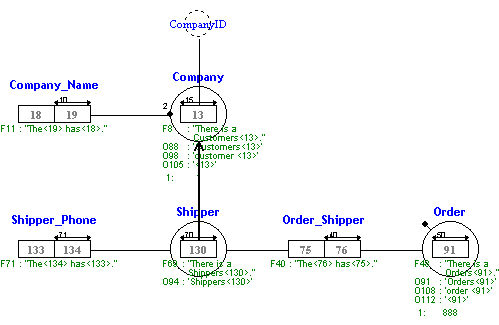 CompanyID
Company_Name
Company
10
2
15
18 19
13
F11 : "The<19> has<18>."
F8 : "There is a
Customers<13>."
O88 : 'Customers<13>'
O98 : 'customer <13>'
O105 : '<13>'
1:
Shipper_Phone
Shipper
Order_Shipper
Order
71
70
40
50
133 134
130
75 76
91
F71 : "The<134> has<133>."
F69 : "There is a
Shippers<130>."
O94 : 'Shippers<130>'
F40 : "The<76> has<75>."
F48 : "There is a
Orders<91>."
O91 : 'Orders<91>'
O108 : 'order <91>'
O112 : '<91>'
1: 888